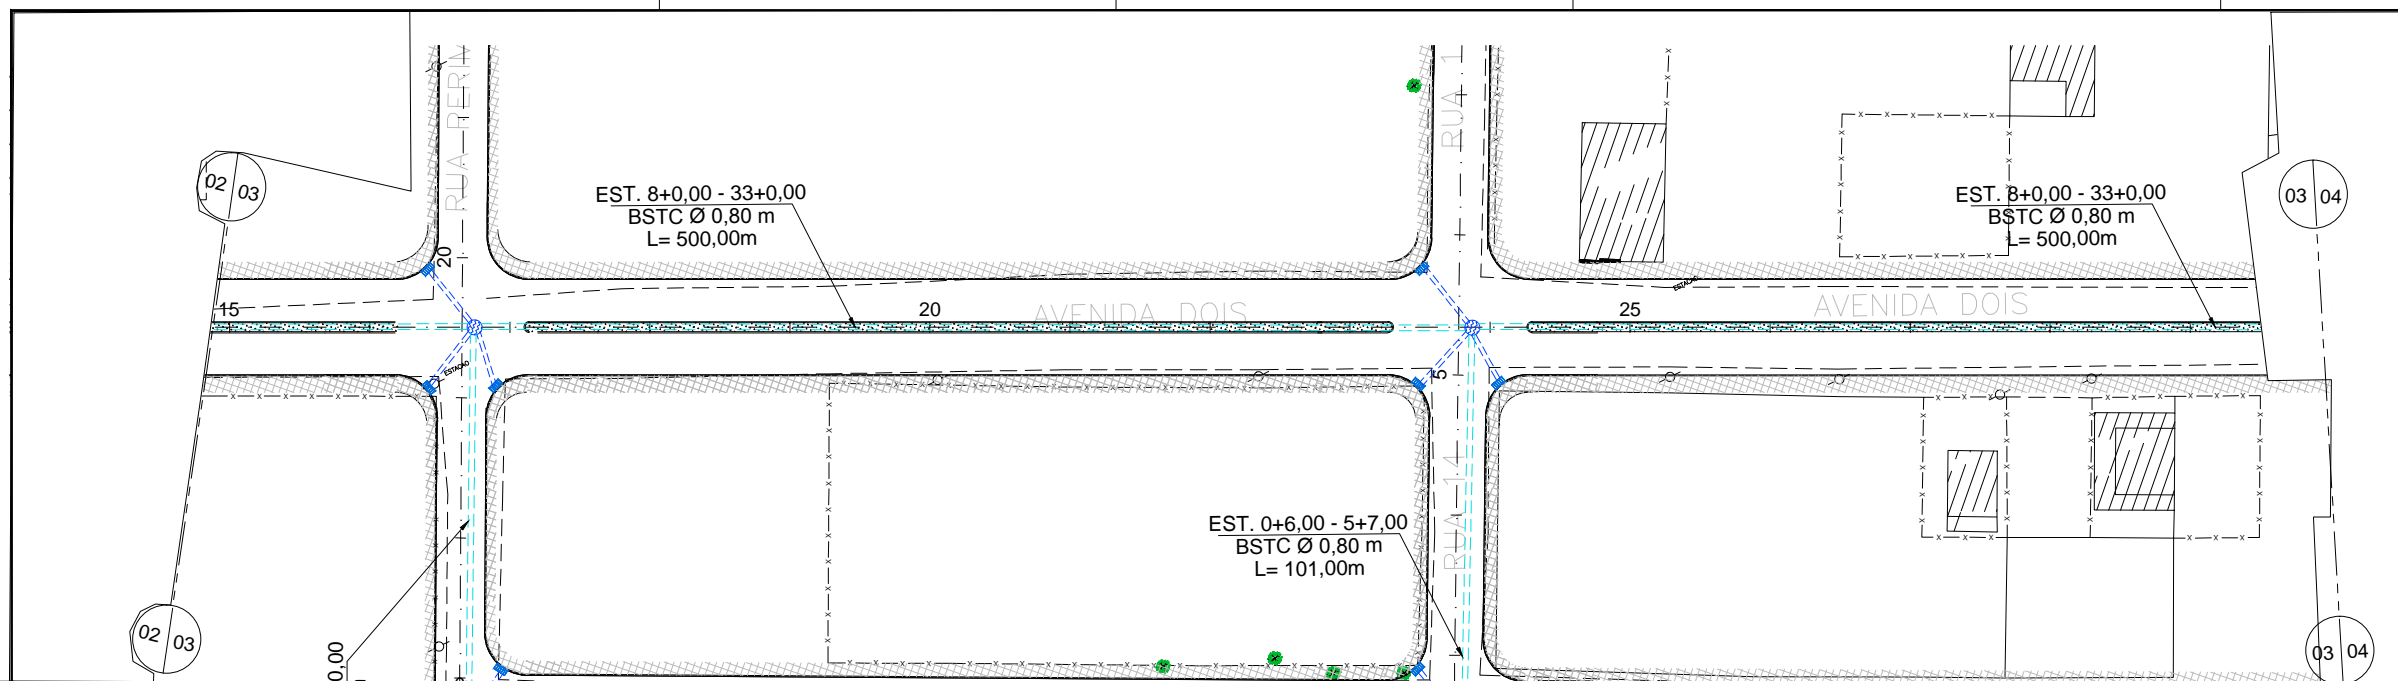 RUA PERIM
RUA 1
02 03
EST. 8+0,00 - 33+0,00
BSTC Ø 0,80 m
L= 500,00m
EST. 8+0,00 - 33+0,00
BSTC Ø 0,80 m
L= 500,00m
03 04
20
15
20
AVENIDA DOIS
25
AVENIDA DOIS
ESTAÇÃO
ESTAÇÃO
5
RUA 14
EST. 0+6,00 - 5+7,00
BSTC Ø 0,80 m
L= 101,00m
02 03
0,00
03 04